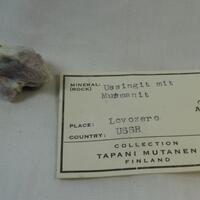 MINERAL: Ussingit mit
(ROCK) Murmanit
PLACE: Lovozero
COUNTRY: USSR
COLLECTION
TAPANI MUTANEN
FINLAND